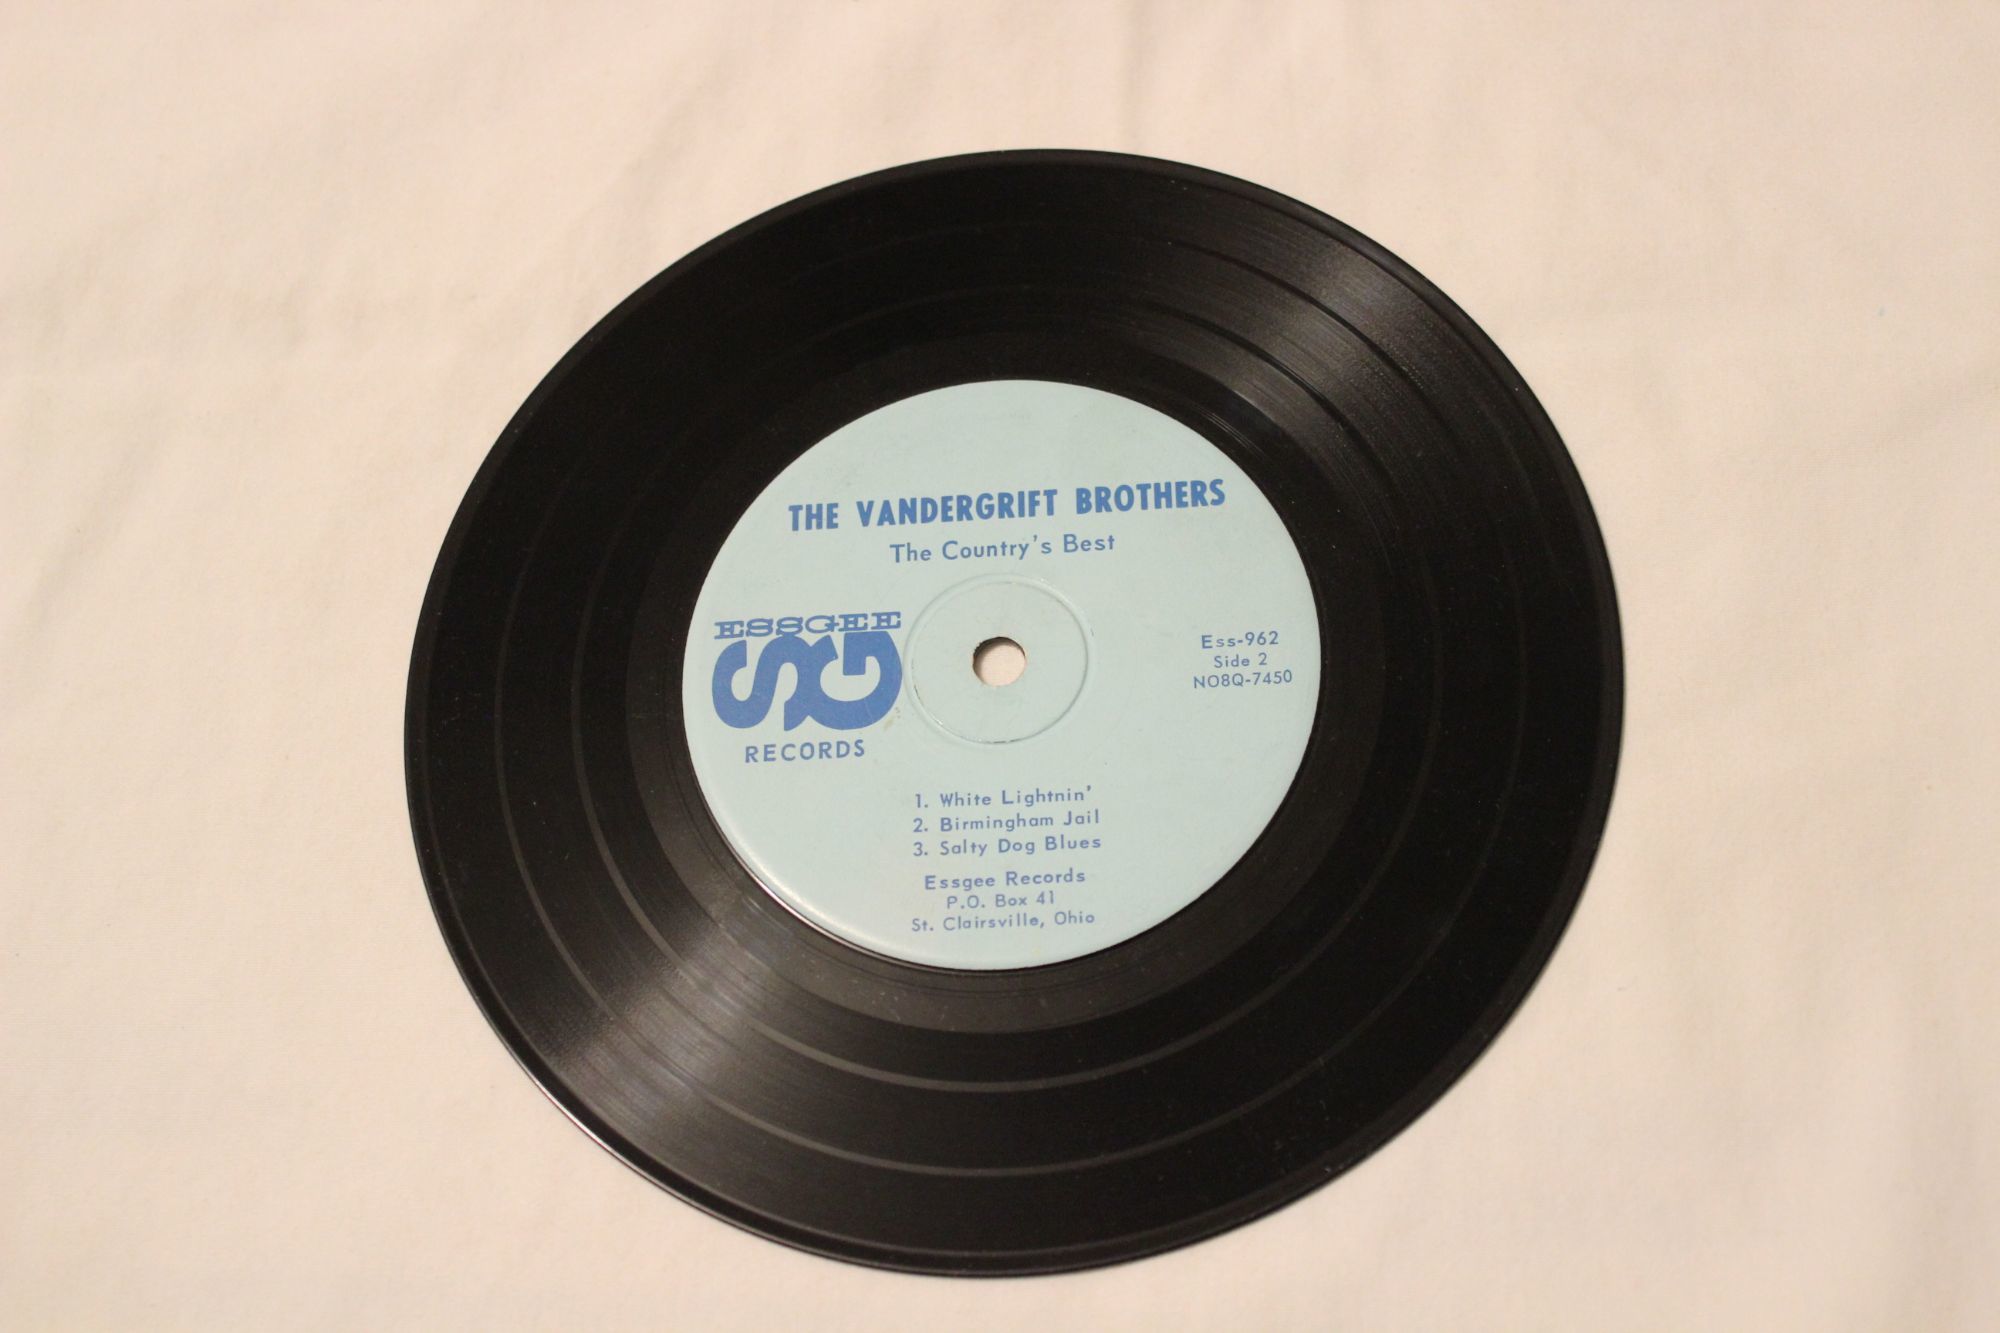 THE VANDERGRIFT BROTHERS
The Country's Best
ESSGEE
SG
RECORDS
Ess-962
Side 2
NO8Q-7450
1. White Lightnin'
2. Birmingham Jail
3. Salty Dog Blues
Essgee Records
P.O. Box 41
St. Clairsville, Ohio